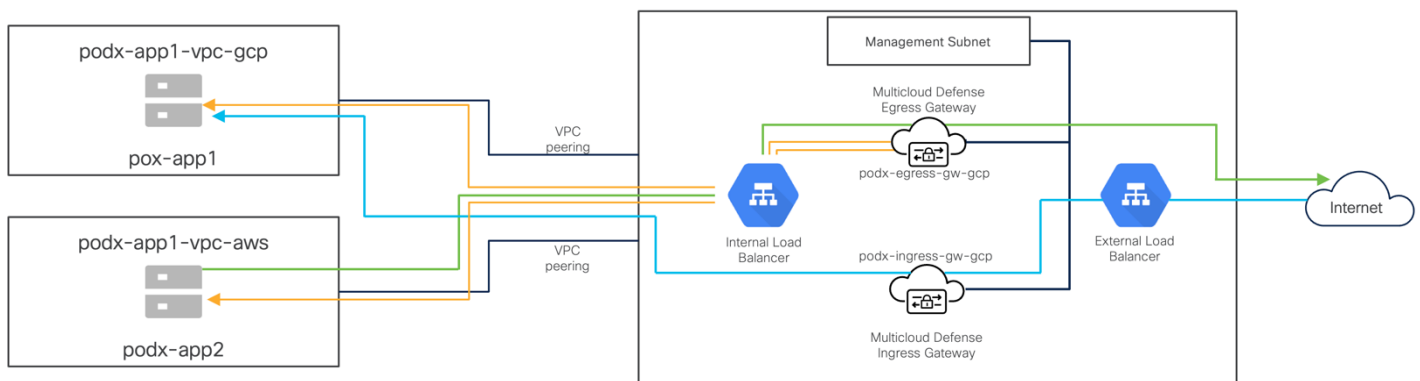 podx-app1-vpc-gcp
pox-app1
podx-app1-vpc-aws
podx-app2
VPC
peering
VPC
peering
Management Subnet
Multicloud Defense
Egress Gateway
podx-egress-gw-gcp
Internal Load
Balancer
podx-ingress-gw-gcp
Multicloud Defense
Ingress Gateway
External Load
Balancer
Internet